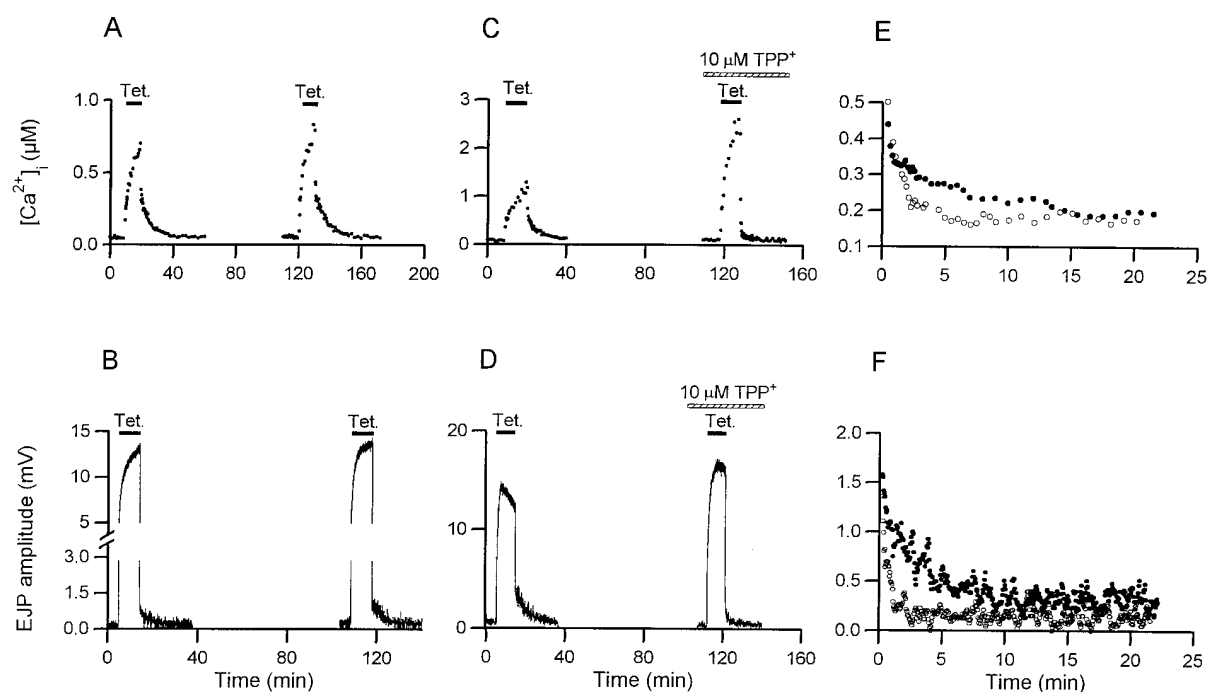 A
C
E
10 µM TPP⁺
Tet.
Tet.
Tet.
Tet.
[Ca²⁺]ᵢ (µM)
1.0
0.5
0.0
0 40 80 120 160 200
3
2
1
0
0 40 80 120 160
0.5
0.4
0.3
0.2
0.1
0 5 10 15 20 25
B
D
F
10 µM TPP⁺
Tet.
Tet.
Tet.
Tet.
EJP amplitude (mV)
15
10
5
3.0
1.5
0.0
0 40 80 120
Time (min)
20
10
0
0 40 80 120 160
Time (min)
2.0
1.5
1.0
0.5
0.0
0 5 10 15 20 25
Time (min)